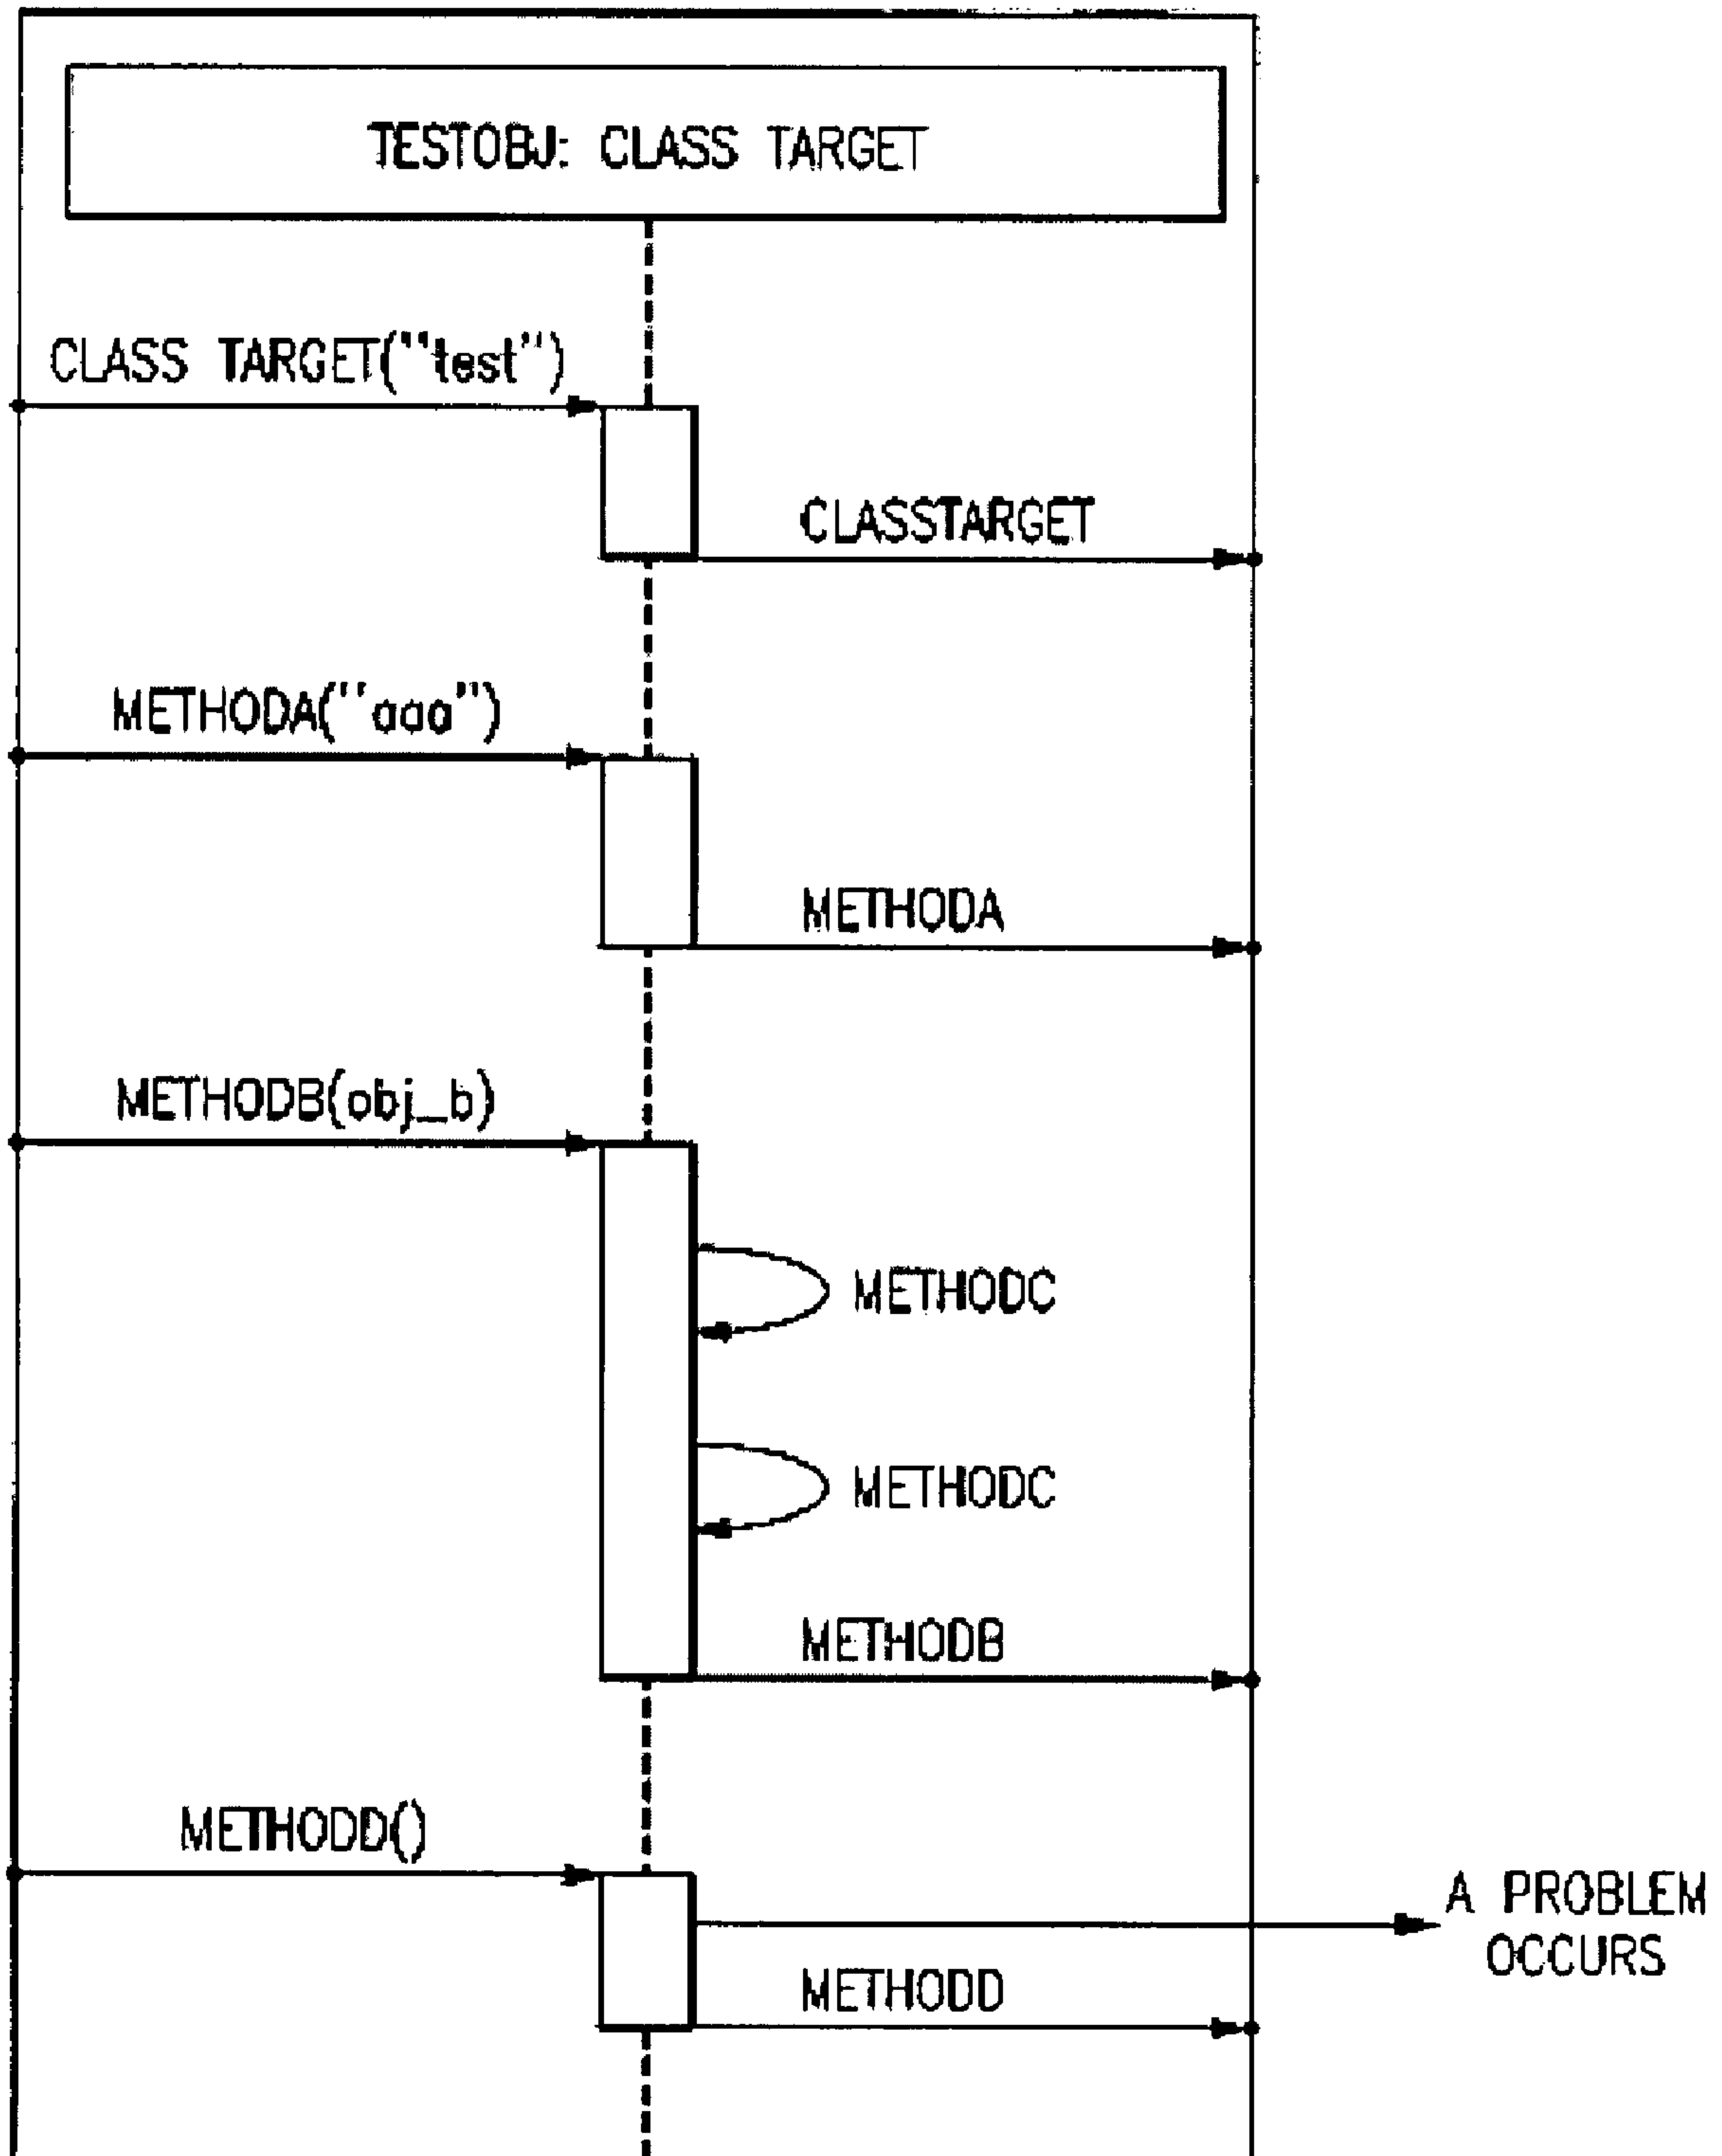 TESTOBJ: CLASS TARGET
CLASS TARGET("test")
CLASSTARGET
METHODA("aaa")
METHODA
METHODB(obj_b)
METHODC
METHODC
METHODB
METHODD()
A PROBLEM
OCCURS
METHODD